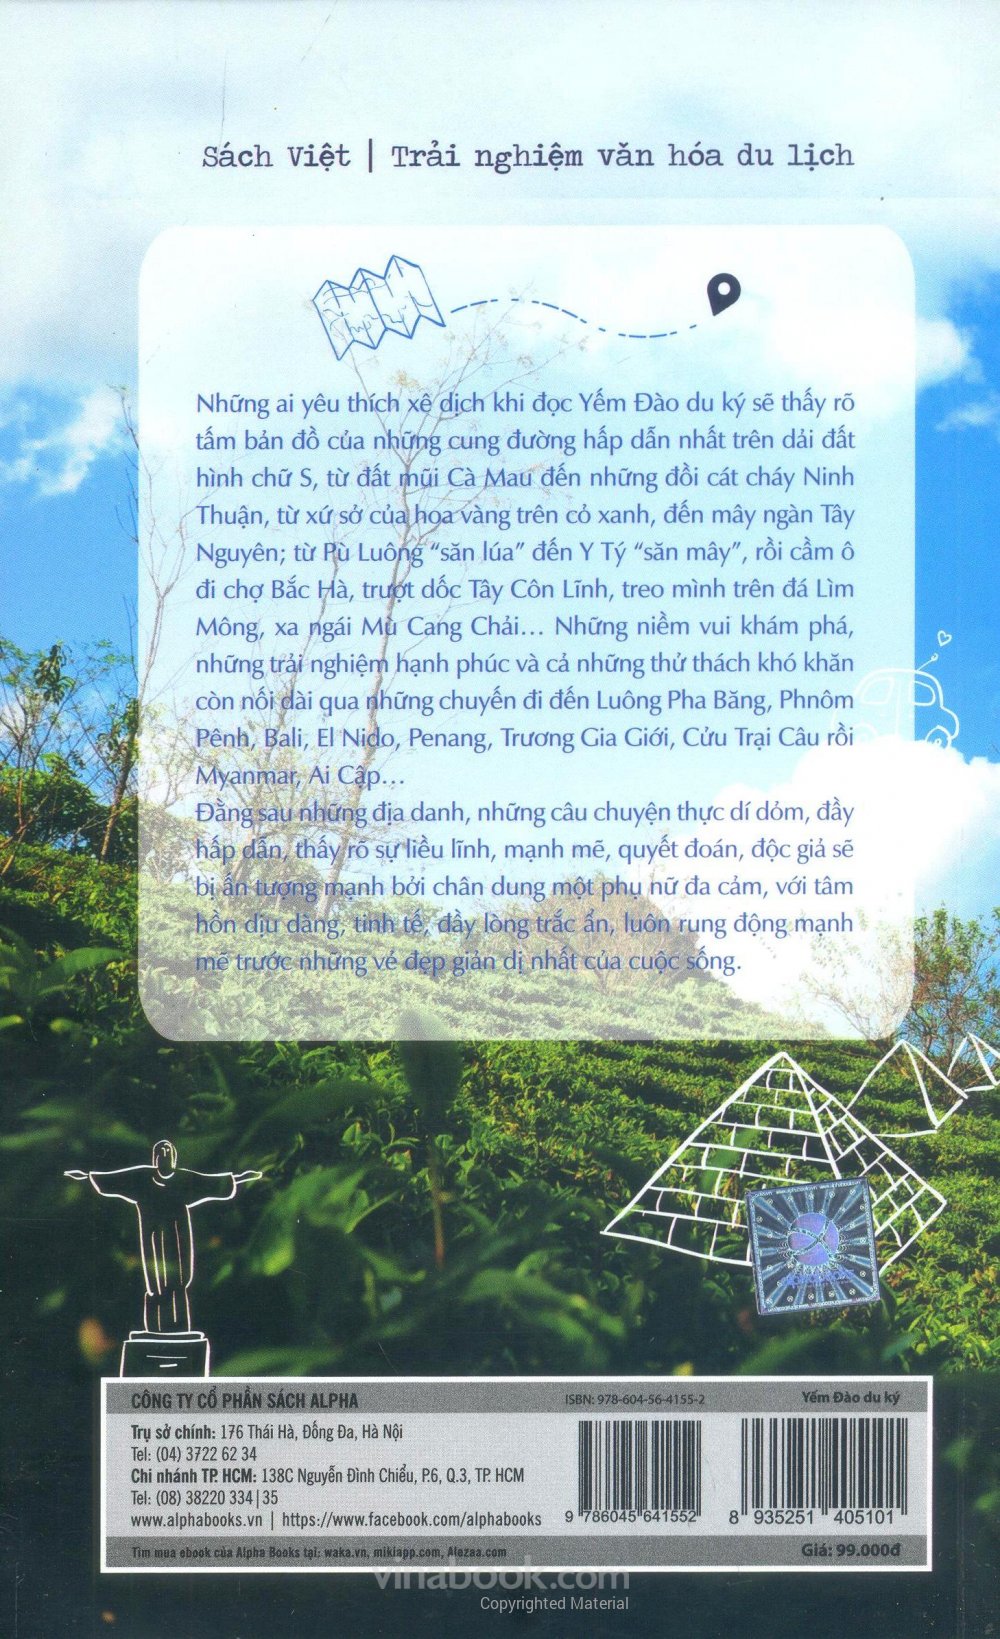 Sách Việt | Trải nghiệm văn hóa du lịch
Những ai yêu thích xê dịch khi đọc Yếm Đào du ký sẽ thấy rõ
tấm bản đồ của những cung đường hấp dẫn nhất trên dải đất
hình chữ S, từ đất mũi Cà Mau đến những đồi cát cháy Ninh
Thuận, từ xứ sở của hoa vàng trên cỏ xanh, đến mây ngàn Tây
Nguyên; từ Pù Luông “săn lúa” đến Y Tý “săn mây”, rồi cầm ô
đi chợ Bắc Hà, trượt dốc Tây Côn Lĩnh, treo mình trên đá Lìm
Mông, xa ngái Mù Cang Chải... Những niềm vui khám phá,
những trải nghiệm hạnh phúc và cả những thử thách khó khăn
còn nối dài qua những chuyến đi đến Luông Pha Băng, Phnôm
Pênh, Bali, El Nido, Penang, Trương Gia Giới, Cửu Trại Câu rồi
Myanmar, Ai Cập...
Đằng sau những địa danh, những câu chuyện thực dí dỏm, đầy
hấp dẫn, thấy rõ sự liều lĩnh, mạnh mẽ, quyết đoán, độc giả sẽ
bị ấn tượng mạnh bởi chân dung một phụ nữ đa cảm, với tâm
hồn dịu dàng, tinh tế, đầy lòng trắc ẩn, luôn rung động mạnh
mẽ trước những vẻ đẹp giản dị nhất của cuộc sống.
CÔNG TY CỔ PHẦN SÁCH ALPHA
ISBN: 978-604-56-4155-2
Yếm Đào du ký
Trụ sở chính: 176 Thái Hà, Đống Đa, Hà Nội
Tel: (04) 3722 62 34
Chi nhánh TP. HCM: 138C Nguyễn Đình Chiểu, P.6, Q.3, TP. HCM
Tel: (08) 38220 334|35
www.alphabooks.vn | https://www.facebook.com/alphabooks
9 786045 641552
8 935251 405101
Tìm mua ebook của Alpha Books tại: waka.vn, mikiapp.com, Alezaa.com
Giá: 99.000đ
vinabook.com
Copyrighted Material